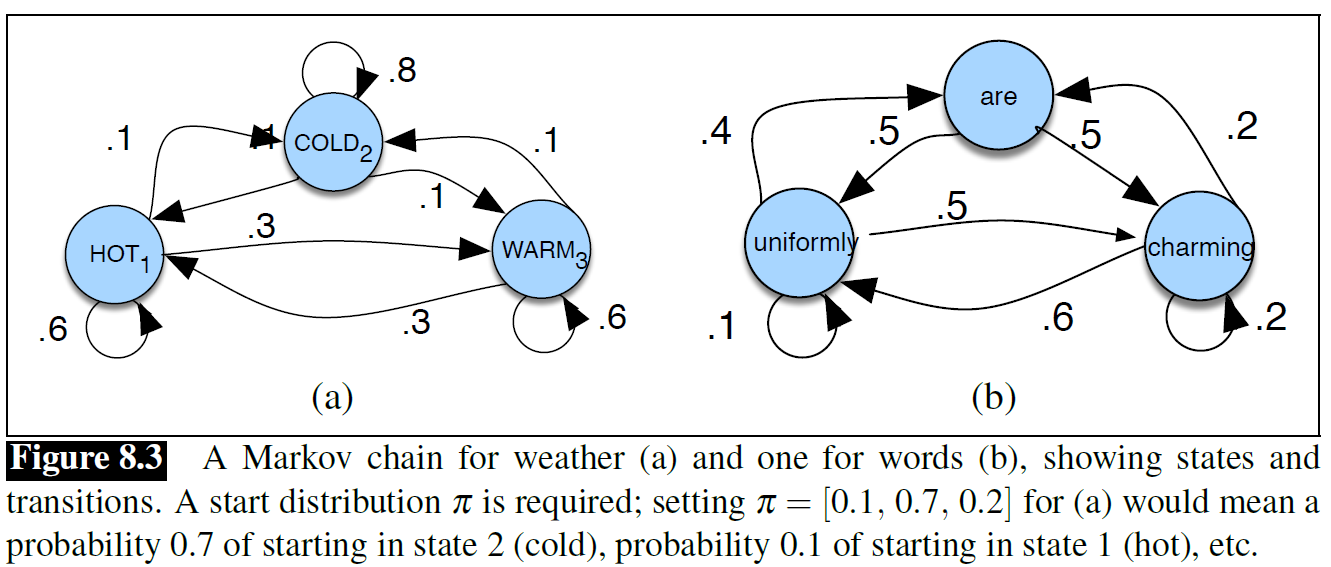 .8
.1
.1
COLD2
.1
.1
HOT1
.3
WARM3
.3
.6
.6
(a)
are
.4
.5
.5
.2
uniformly
.5
charming
.1
.6
.2
(b)
Figure 8.3 A Markov chain for weather (a) and one for words (b), showing states and
transitions. A start distribution π is required; setting π = [0.1, 0.7, 0.2] for (a) would mean a
probability 0.7 of starting in state 2 (cold), probability 0.1 of starting in state 1 (hot), etc.